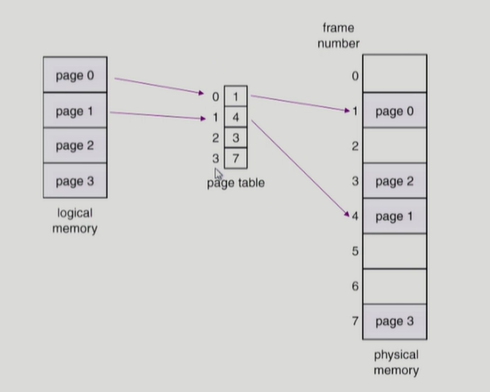 page 0
page 1
page 2
page 3
logical
memory
0 1
1 4
2 3
3 7
page table
frame
number
0
1 page 0
2
3 page 2
4 page 1
5
6
7 page 3
physical
memory